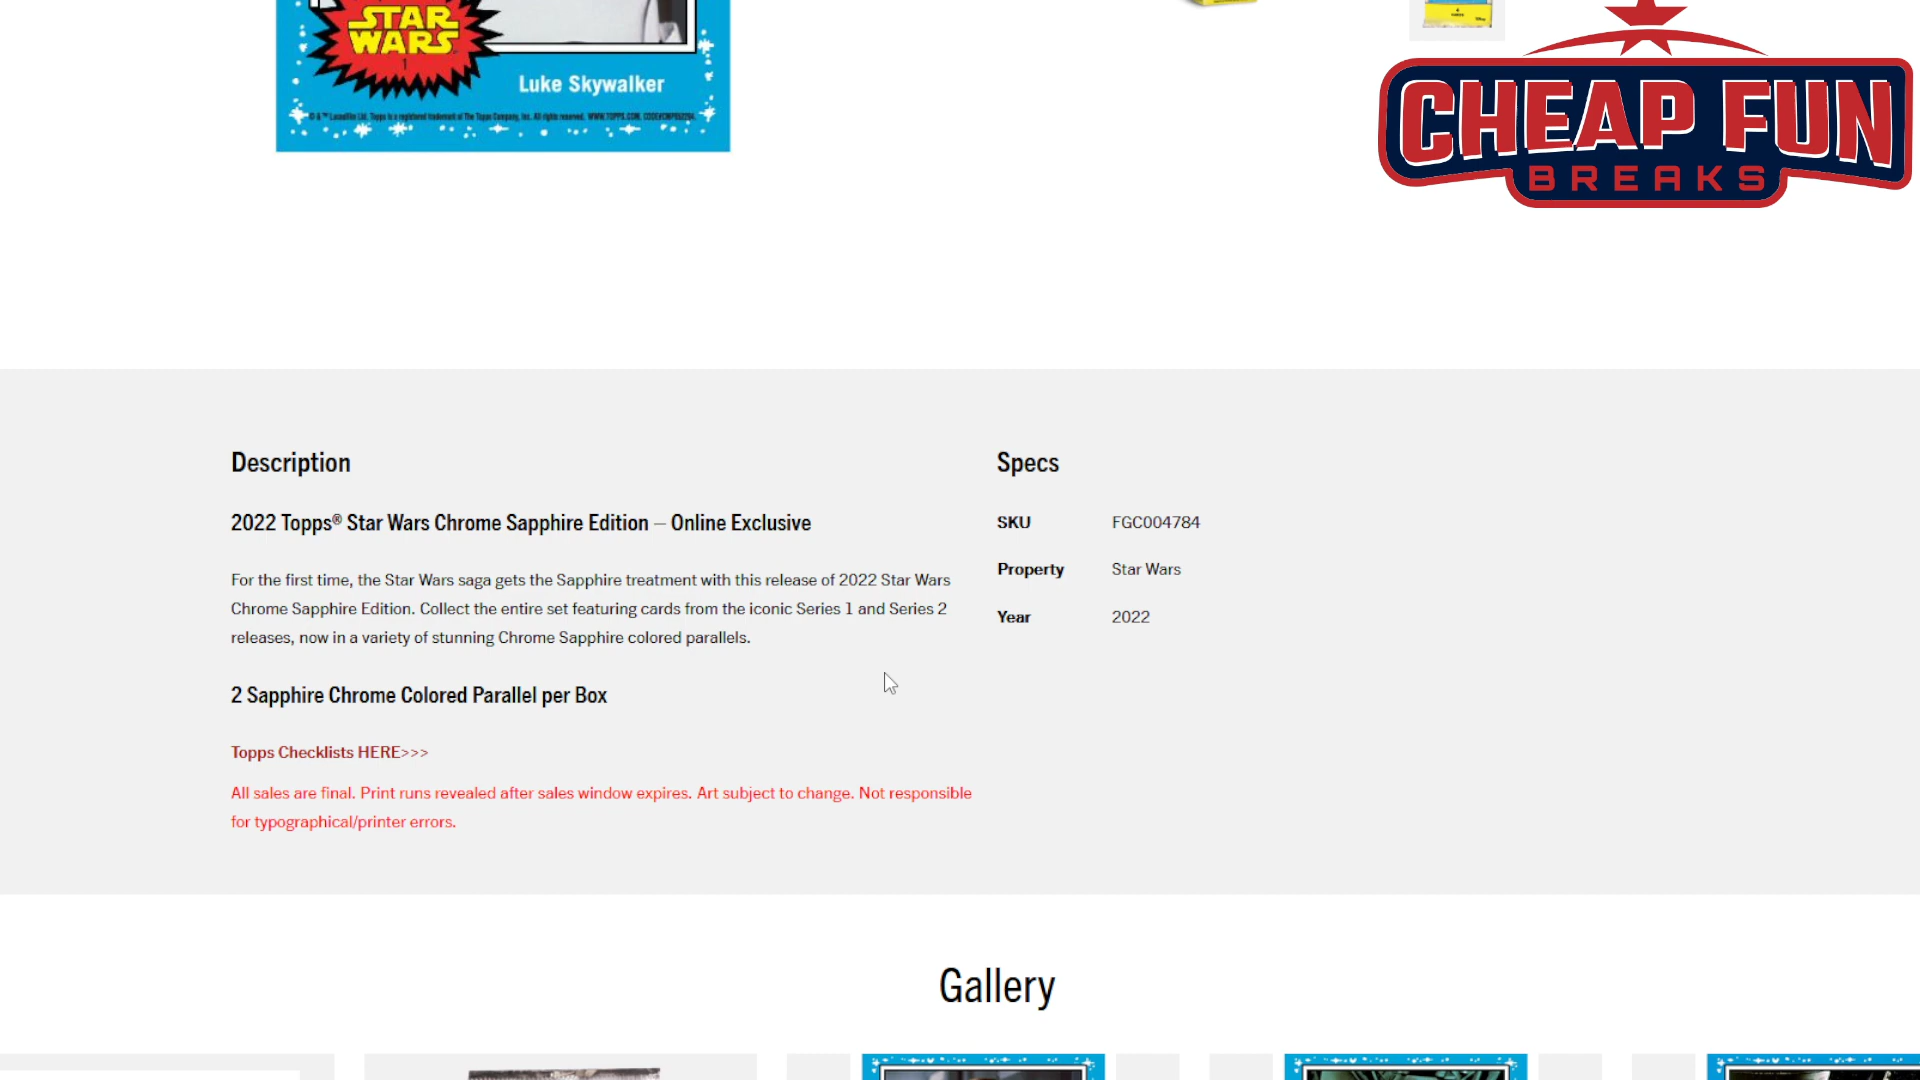 STAR
WARS
1
Luke Skywalker
CHEAP FUN
BREAKS
Description
2022 Topps® Star Wars Chrome Sapphire Edition – Online Exclusive
For the first time, the Star Wars saga gets the Sapphire treatment with this release of 2022 Star Wars
Chrome Sapphire Edition. Collect the entire set featuring cards from the iconic Series 1 and Series 2
releases, now in a variety of stunning Chrome Sapphire colored parallels.
2 Sapphire Chrome Colored Parallel per Box
Topps Checklists HERE>>>
All sales are final. Print runs revealed after sales window expires. Art subject to change. Not responsible
for typographical/printer errors.
Specs
SKU FGC004784
Property Star Wars
Year 2022
Gallery